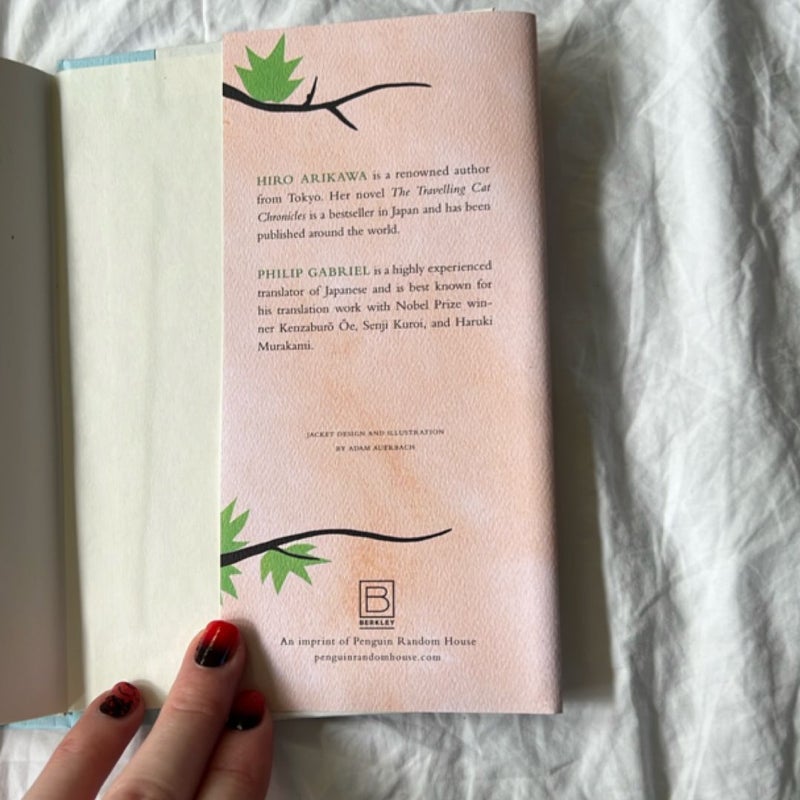 HIRO ARIKAWA is a renowned author
from Tokyo. Her novel The Travelling Cat
Chronicles is a bestseller in Japan and has been
published around the world.
PHILIP GABRIEL is a highly experienced
translator of Japanese and is best known for
his translation work with Nobel Prize win-
ner Kenzaburō Ōe, Senji Kuroi, and Haruki
Murakami.
JACKET DESIGN AND ILLUSTRATION
BY ADAM AUERBACH
B
BERKLEY
An imprint of Penguin Random House
penguinrandomhouse.com